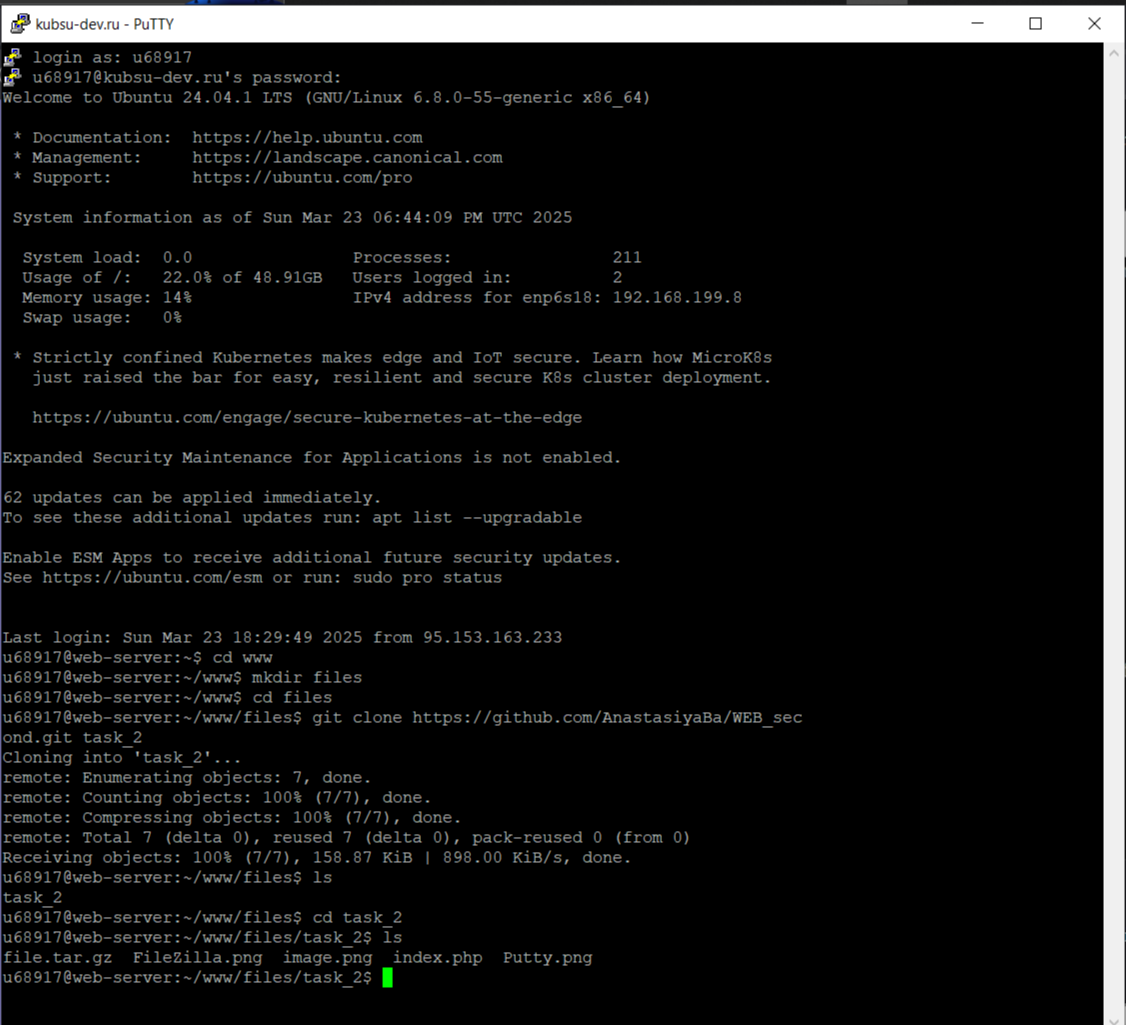 kubsu-dev.ru - PuTTY
login as: u68917
u68917@kubsu-dev.ru's password:
Welcome to Ubuntu 24.04.1 LTS (GNU/Linux 6.8.0-55-generic x86_64)
* Documentation:  https://help.ubuntu.com
* Management:     https://landscape.canonical.com
* Support:        https://ubuntu.com/pro
System information as of Sun Mar 23 06:44:09 PM UTC 2025
System load:  0.0                Processes:                211
Usage of /:   22.0% of 48.91GB   Users logged in:          2
Memory usage: 14%                IPv4 address for enp6s18: 192.168.199.8
Swap usage:   0%
* Strictly confined Kubernetes makes edge and IoT secure. Learn how MicroK8s
just raised the bar for easy, resilient and secure K8s cluster deployment.
https://ubuntu.com/engage/secure-kubernetes-at-the-edge
Expanded Security Maintenance for Applications is not enabled.
62 updates can be applied immediately.
To see these additional updates run: apt list --upgradable
Enable ESM Apps to receive additional future security updates.
See https://ubuntu.com/esm or run: sudo pro status
Last login: Sun Mar 23 18:29:49 2025 from 95.153.163.233
u68917@web-server:~$ cd www
u68917@web-server:~/www$ mkdir files
u68917@web-server:~/www$ cd files
u68917@web-server:~/www/files$ git clone https://github.com/AnastasiyaBa/WEB_sec
ond.git task_2
Cloning into 'task_2'...
remote: Enumerating objects: 7, done.
remote: Counting objects: 100% (7/7), done.
remote: Compressing objects: 100% (7/7), done.
remote: Total 7 (delta 0), reused 7 (delta 0), pack-reused 0 (from 0)
Receiving objects: 100% (7/7), 158.87 KiB | 898.00 KiB/s, done.
u68917@web-server:~/www/files$ ls
task_2
u68917@web-server:~/www/files$ cd task_2
u68917@web-server:~/www/files/task_2$ ls
file.tar.gz  FileZilla.png  image.png  index.php  Putty.png
u68917@web-server:~/www/files/task_2$